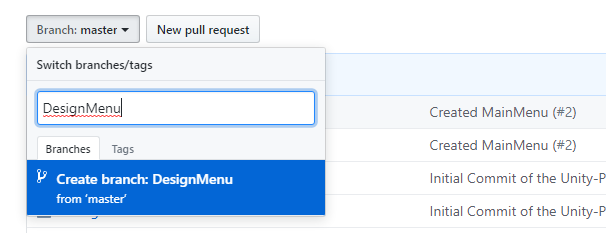 Branch: master
New pull request
Switch branches/tags
DesignMenu
Created MainMenu (#2)
Branches
Tags
Created MainMenu (#2)
Create branch: DesignMenu
from 'master'
Initial Commit of the Unity-P
Initial Commit of the Unity-P